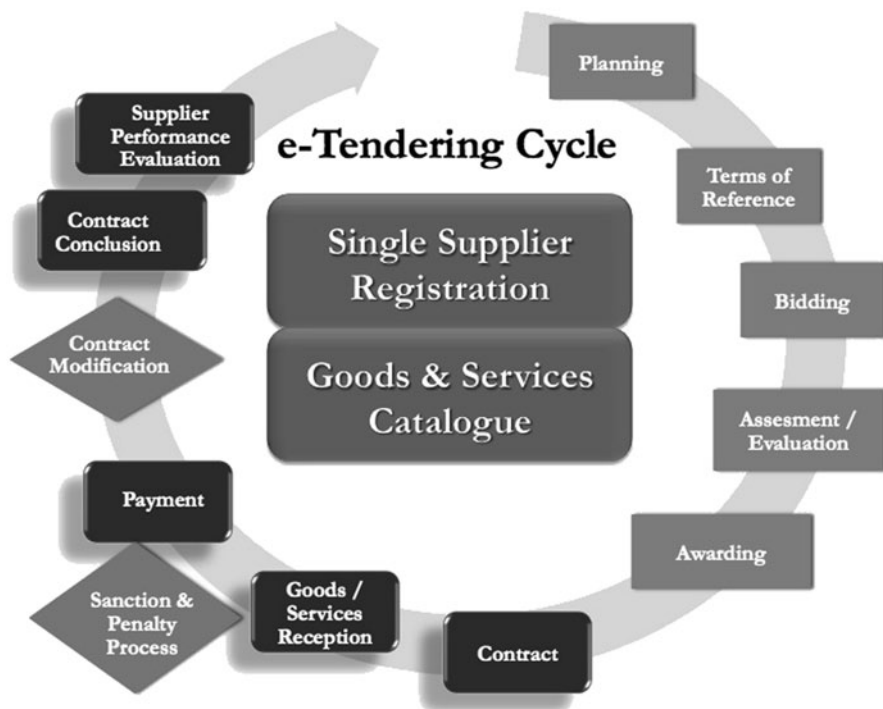 e-Tendering Cycle
Single Supplier
Registration
Goods & Services
Catalogue
Planning
Terms of
Reference
Bidding
Assesment /
Evaluation
Awarding
Contract
Goods /
Services
Reception
Sanction &
Penalty
Process
Payment
Contract
Modification
Contract
Conclusion
Supplier
Performance
Evaluation